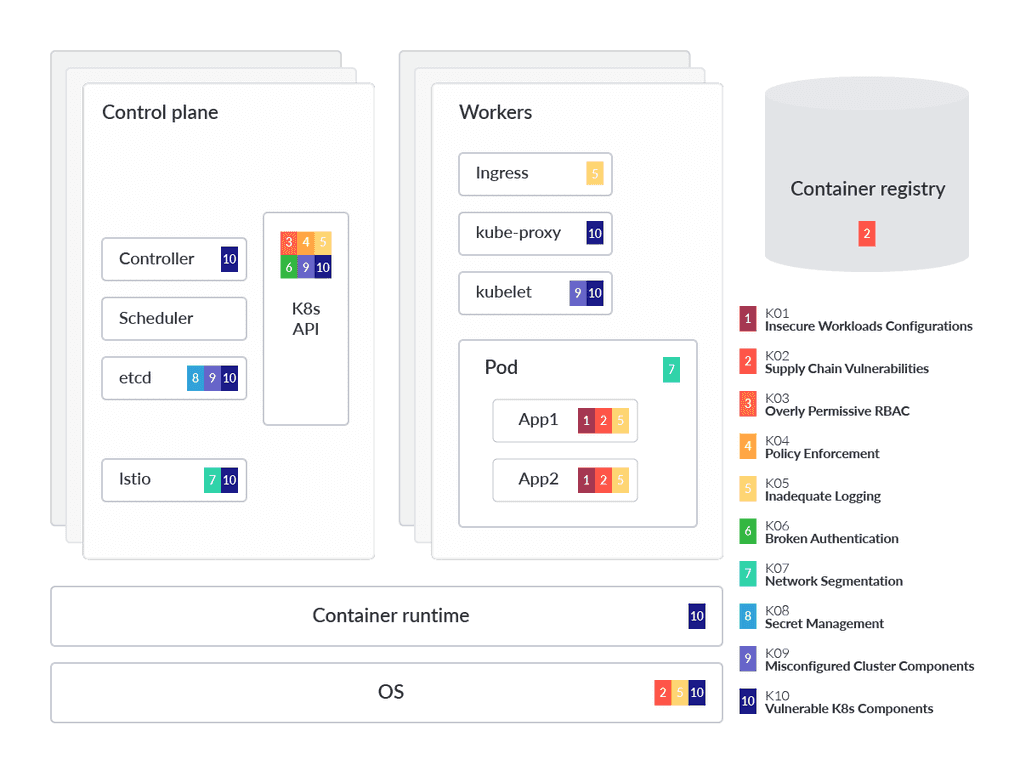 Control plane
Controller 10
Scheduler
etcd 8 9 10
Istio 7 10
3 4 5
6 9 10
K8s
API
Workers
Ingress 5
kube-proxy 10
kubelet 9 10
Pod 7
App1 1 2 5
App2 1 2 5
Container registry
2
Container runtime 10
OS 2 5 10
1 K01
Insecure Workloads Configurations
2 K02
Supply Chain Vulnerabilities
3 K03
Overly Permissive RBAC
4 K04
Policy Enforcement
5 K05
Inadequate Logging
6 K06
Broken Authentication
7 K07
Network Segmentation
8 K08
Secret Management
9 K09
Misconfigured Cluster Components
10 K10
Vulnerable K8s Components